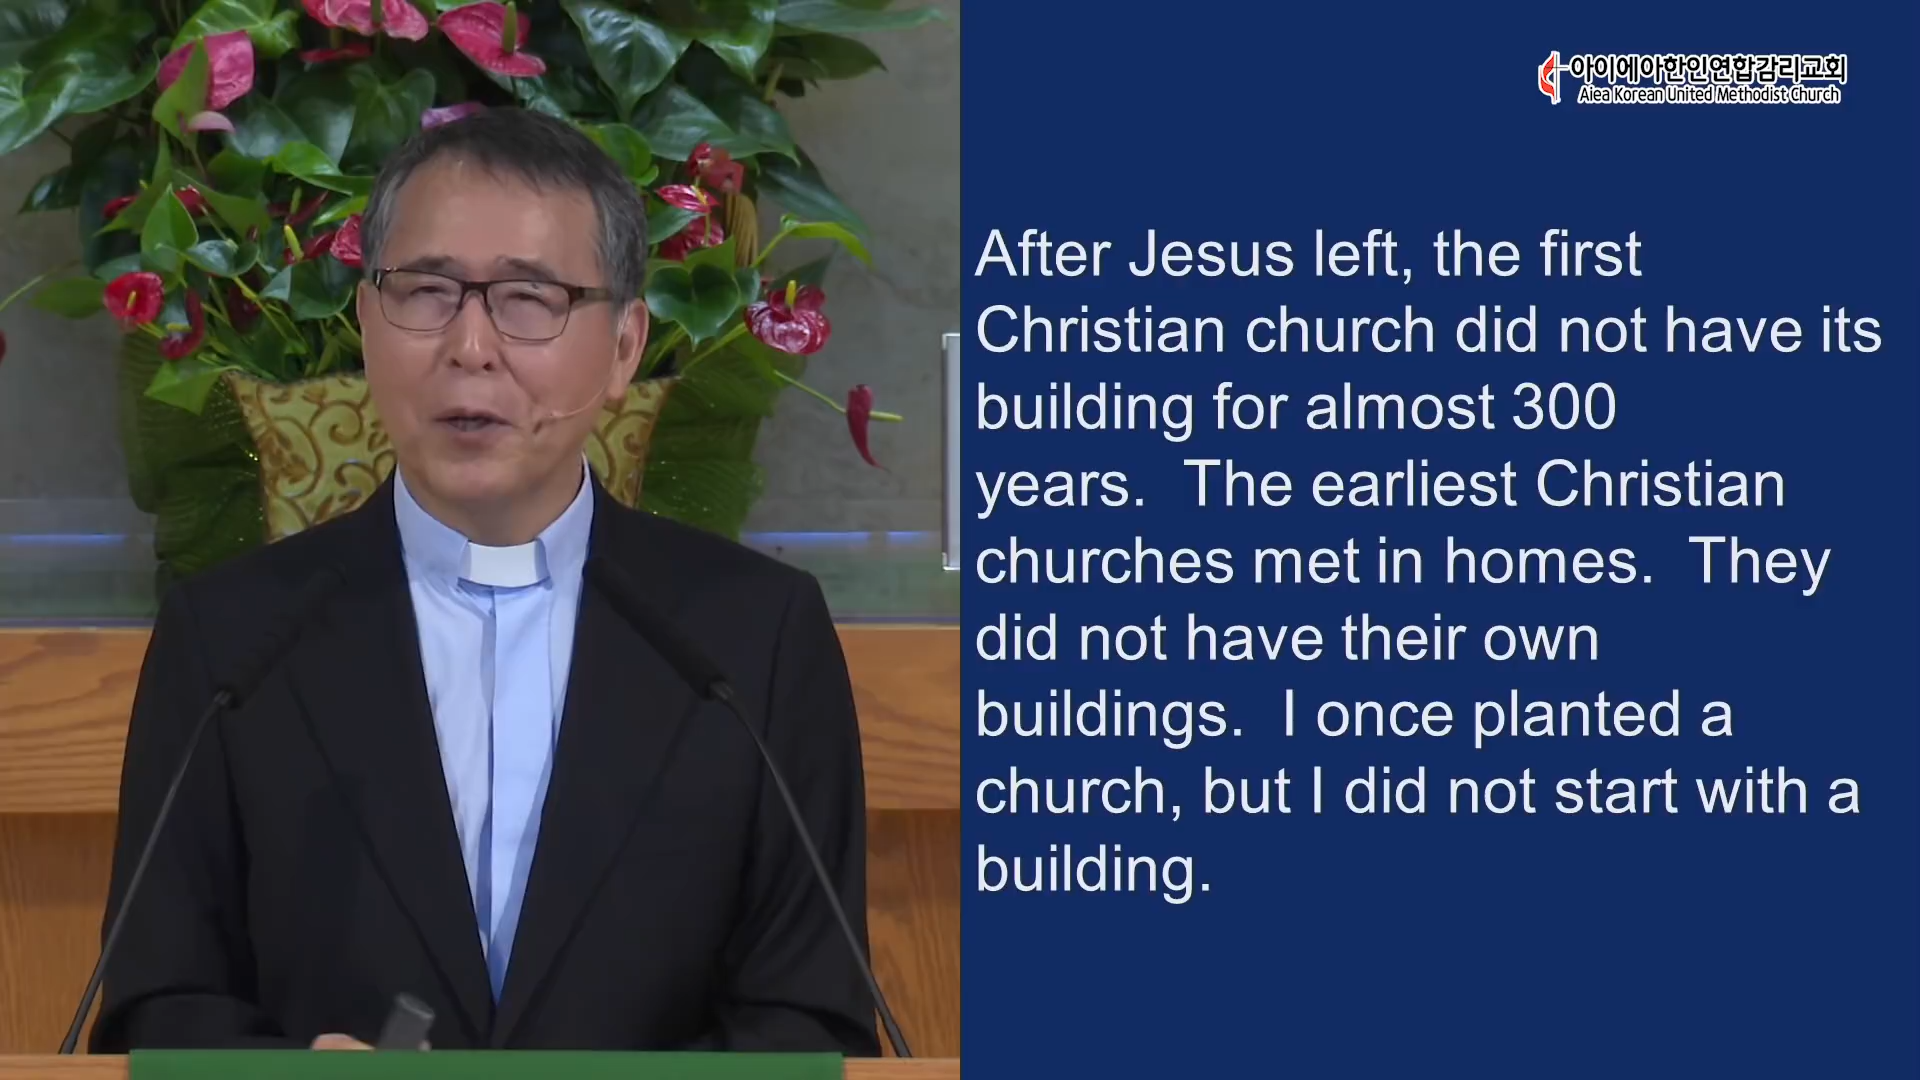 아이에아한인연합감리교회
Aiea Korean United Methodist Church
After Jesus left, the first
Christian church did not have its
building for almost 300
years.  The earliest Christian
churches met in homes.  They
did not have their own
buildings.  I once planted a
church, but I did not start with a
building.